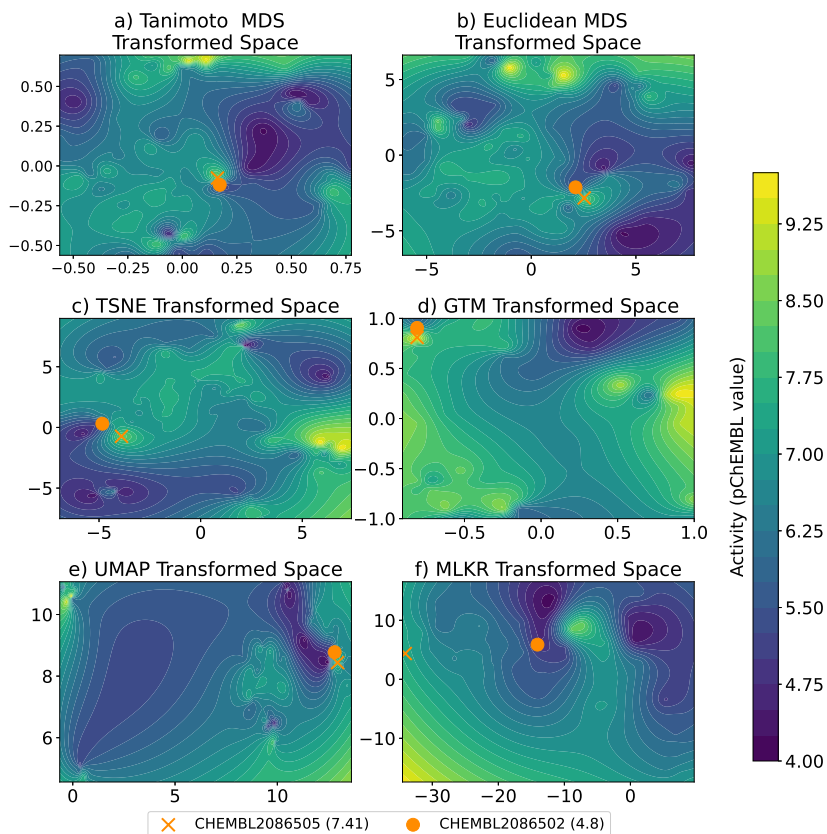 a) Tanimoto  MDS
Transformed Space
b) Euclidean MDS
Transformed Space
0.50
0.25
0.00
−0.25
−0.50
−0.50 −0.25 0.00 0.25 0.50 0.75
5
0
−5
−5 0 5
c) TSNE Transformed Space
d) GTM Transformed Space
5
0
−5
−5 0 5
1.0
0.5
0.0
−0.5
−1.0
−0.5 0.0 0.5 1.0
e) UMAP Transformed Space
f) MLKR Transformed Space
10
8
6
0 5 10
10
0
−10
−30 −20 −10 0
Activity (pChEMBL value)
9.25
8.50
7.75
7.00
6.25
5.50
4.75
4.00
CHEMBL2086505 (7.41) CHEMBL2086502 (4.8)